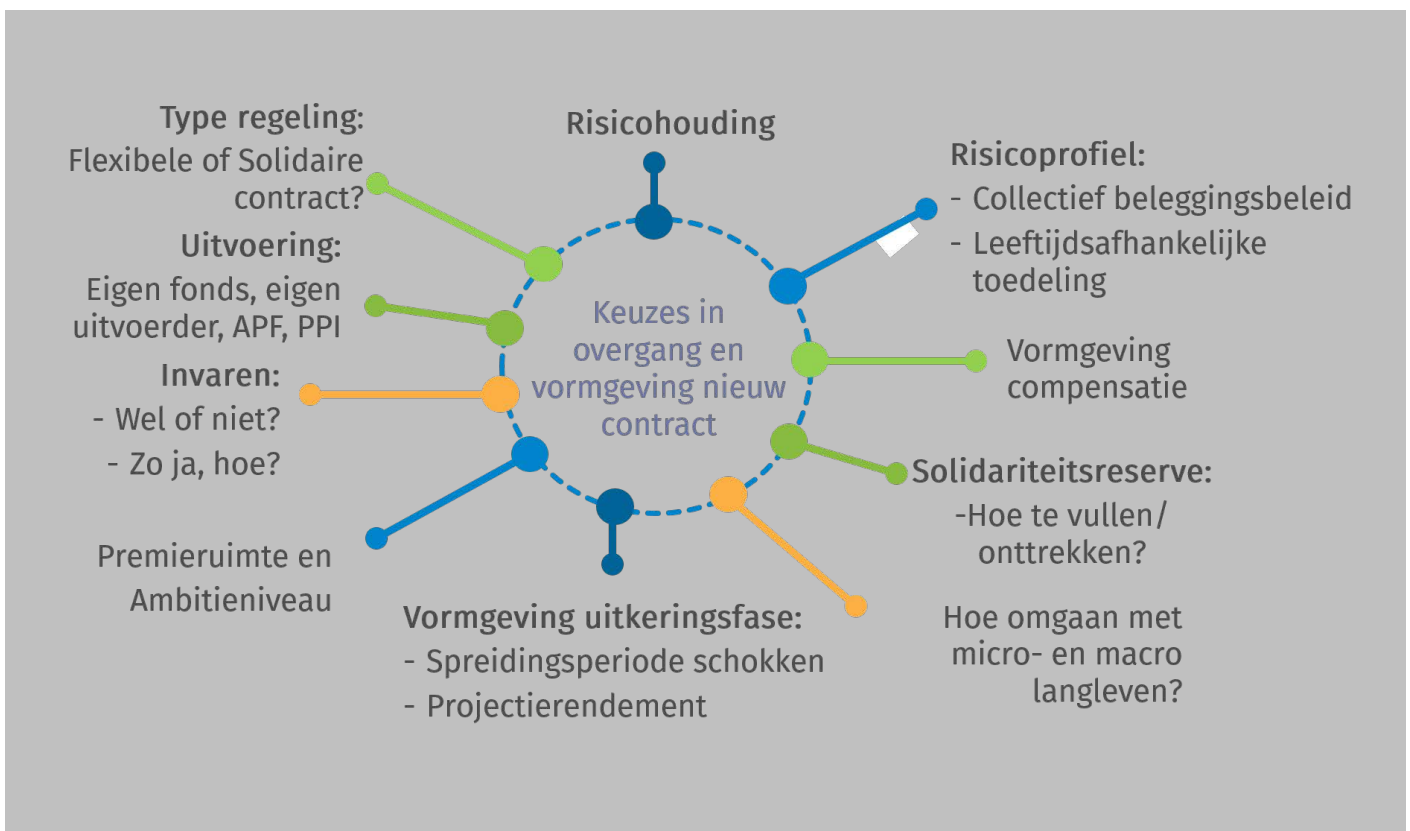 Type regeling:
Flexibele of Solidaire
contract?
Uitvoering:
Eigen fonds, eigen
uitvoerder, APF, PPI
Invaren:
- Wel of niet?
- Zo ja, hoe?
Premieruimte en
Ambitieniveau
Risicohouding
Keuzes in
overgang en
vormgeving nieuw
contract
Vormgeving uitkeringsfase:
- Spreidingsperiode schokken
- Projectierendement
Risicoprofiel:
- Collectief beleggingsbeleid
- Leeftijdsafhankelijke
toedeling
Vormgeving
compensatie
Solidariteitsreserve:
-Hoe te vullen/
onttrekken?
Hoe omgaan met
micro- en macro
langleven?